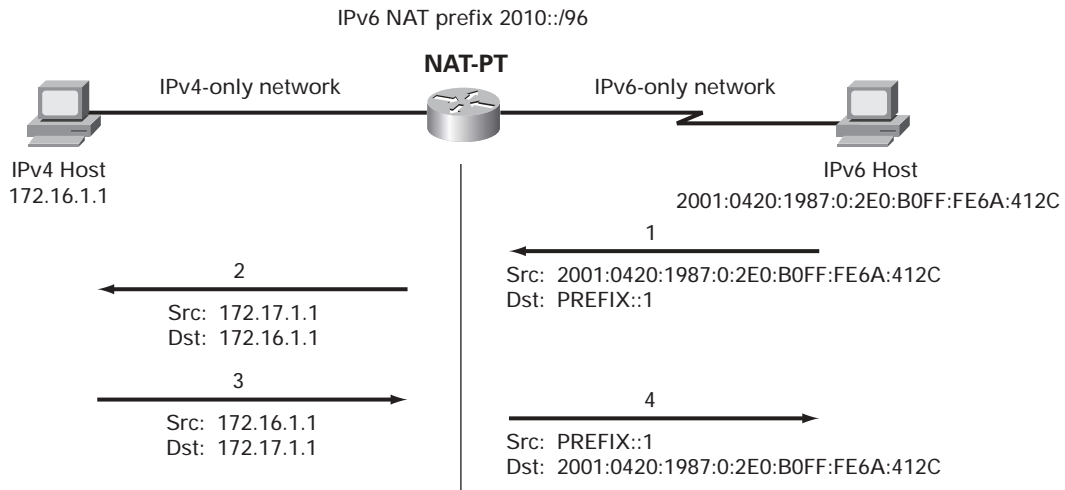 IPv6 NAT prefix 2010::/96
NAT-PT
IPv4-only network
IPv6-only network
IPv4 Host
172.16.1.1
IPv6 Host
2001:0420:1987:0:2E0:B0FF:FE6A:412C
1
Src: 2001:0420:1987:0:2E0:B0FF:FE6A:412C
Dst: PREFIX::1
2
Src: 172.17.1.1
Dst: 172.16.1.1
3
Src: 172.16.1.1
Dst: 172.17.1.1
4
Src: PREFIX::1
Dst: 2001:0420:1987:0:2E0:B0FF:FE6A:412C